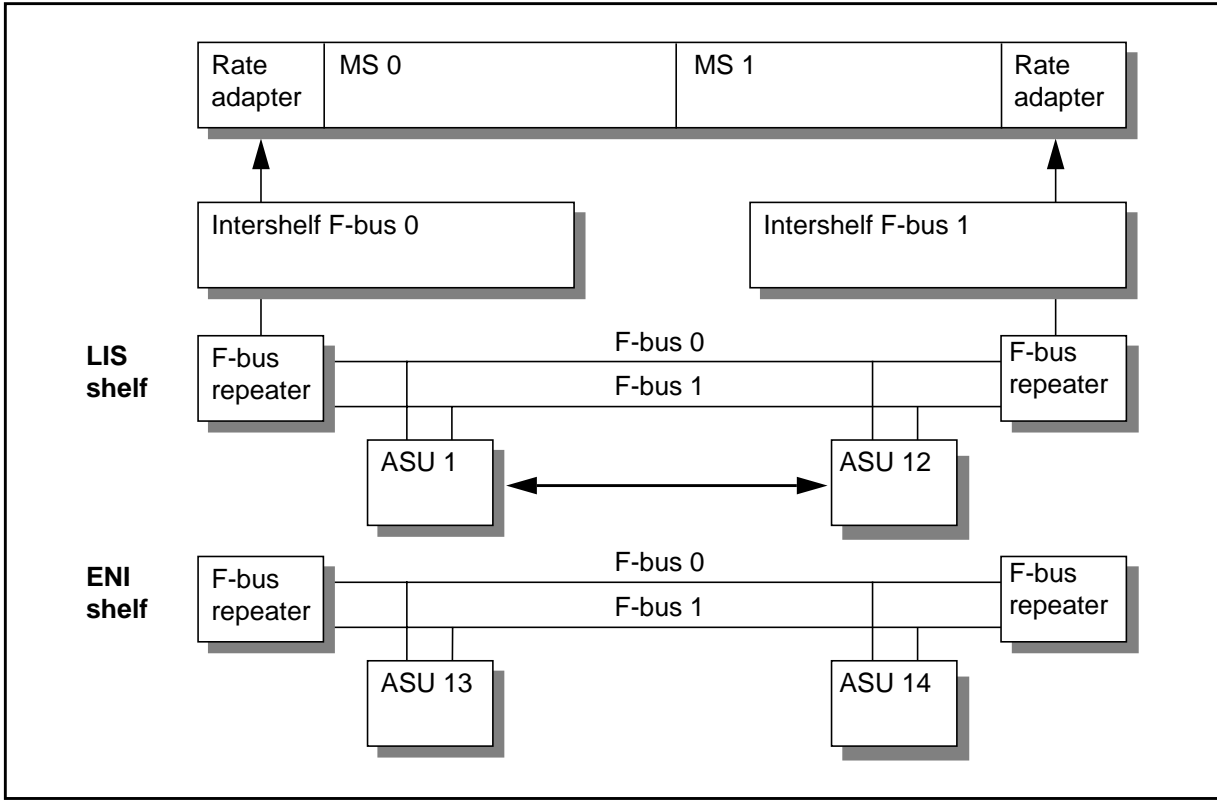 Rate
adapter
MS 0
MS 1
Rate
adapter
Intershelf F-bus 0
Intershelf F-bus 1
LIS
shelf
F-bus
repeater
F-bus 0
F-bus 1
F-bus
repeater
ASU 1
ASU 12
ENI
shelf
F-bus
repeater
F-bus 0
F-bus 1
F-bus
repeater
ASU 13
ASU 14